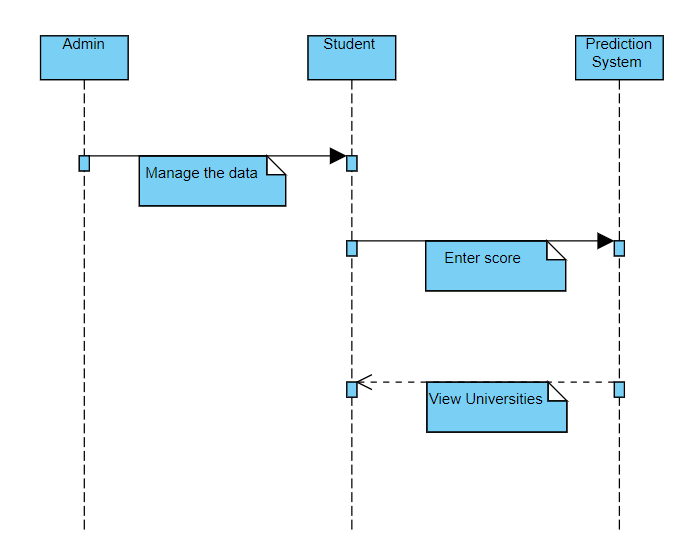 Admin
Student
Prediction
System
Manage the data
Enter score
View Universities